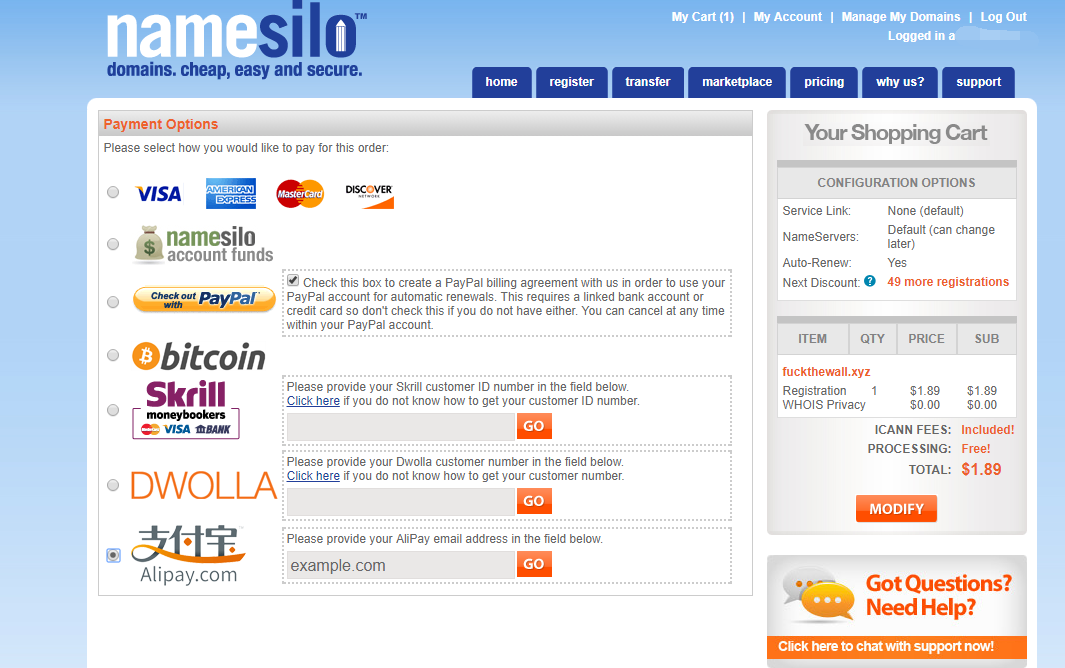 namesilo™
domains. cheap, easy and secure.
My Cart (1) | My Account | Manage My Domains | Log Out
Logged in a
home register transfer marketplace pricing why us? support
Payment Options
Please select how you would like to pay for this order:
VISA AMERICAN EXPRESS MasterCard DISCOVER NETWORK
$ namesilo
account funds
Check out with PayPal
Check this box to create a PayPal billing agreement with us in order to use your
PayPal account for automatic renewals. This requires a linked bank account or
credit card so don't check this if you do not have either. You can cancel at any time
within your PayPal account.
bitcoin
Skrill
moneybookers
MasterCard VISA BANK
Please provide your Skrill customer ID number in the field below.
Click here if you do not know how to get your customer ID number.
GO
DWOLLA
Please provide your Dwolla customer number in the field below.
Click here if you do not know how to get your customer number.
GO
支付宝
Alipay.com
Please provide your AliPay email address in the field below.
example.com GO
Your Shopping Cart
CONFIGURATION OPTIONS
Service Link: None (default)
NameServers: Default (can change
later)
Auto-Renew: Yes
Next Discount: ? 49 more registrations
ITEM QTY PRICE SUB
fuckthewall.xyz
Registration 1 $1.89 $1.89
WHOIS Privacy $0.00 $0.00
ICANN FEES: Included!
PROCESSING: Free!
TOTAL: $1.89
MODIFY
Got Questions?
Need Help?
Click here to chat with support now!